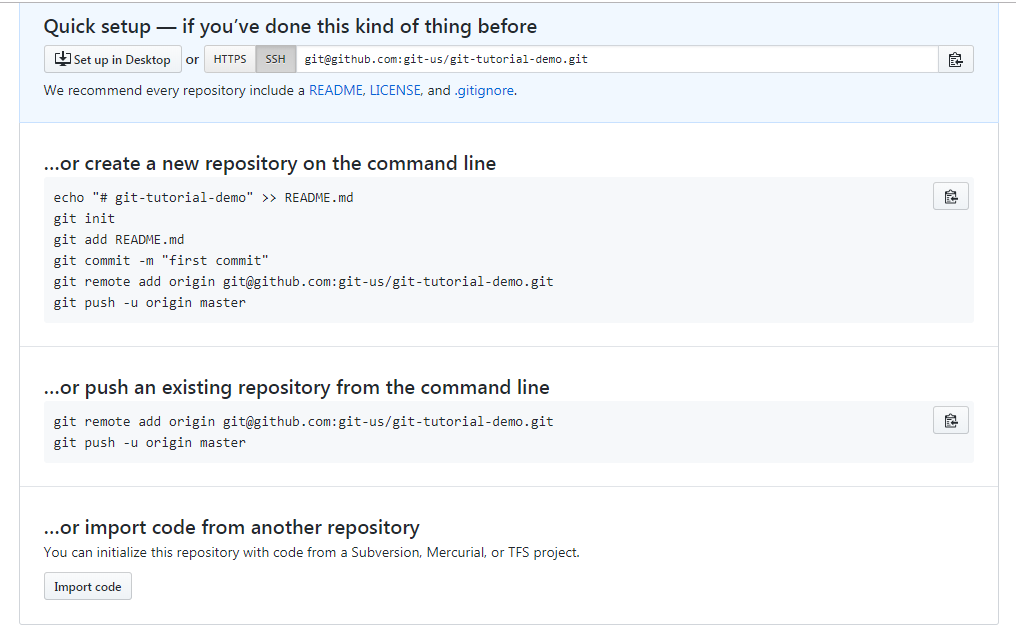 Quick setup — if you’ve done this kind of thing before
Set up in Desktop or HTTPS SSH git@github.com:git-us/git-tutorial-demo.git
We recommend every repository include a README, LICENSE, and .gitignore.
...or create a new repository on the command line
echo "# git-tutorial-demo" >> README.md
git init
git add README.md
git commit -m "first commit"
git remote add origin git@github.com:git-us/git-tutorial-demo.git
git push -u origin master
...or push an existing repository from the command line
git remote add origin git@github.com:git-us/git-tutorial-demo.git
git push -u origin master
...or import code from another repository
You can initialize this repository with code from a Subversion, Mercurial, or TFS project.
Import code